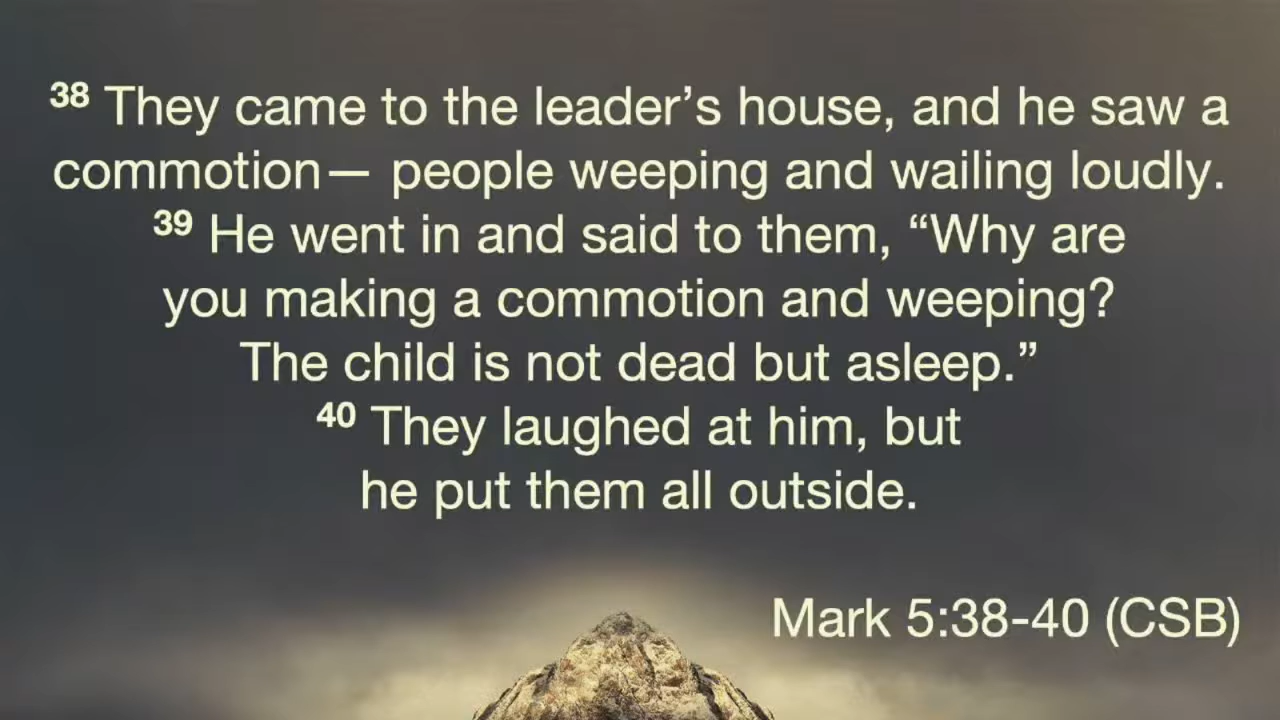 38 They came to the leader’s house, and he saw a
commotion— people weeping and wailing loudly.
39 He went in and said to them, “Why are
you making a commotion and weeping?
The child is not dead but asleep.”
40 They laughed at him, but
he put them all outside.
Mark 5:38-40 (CSB)